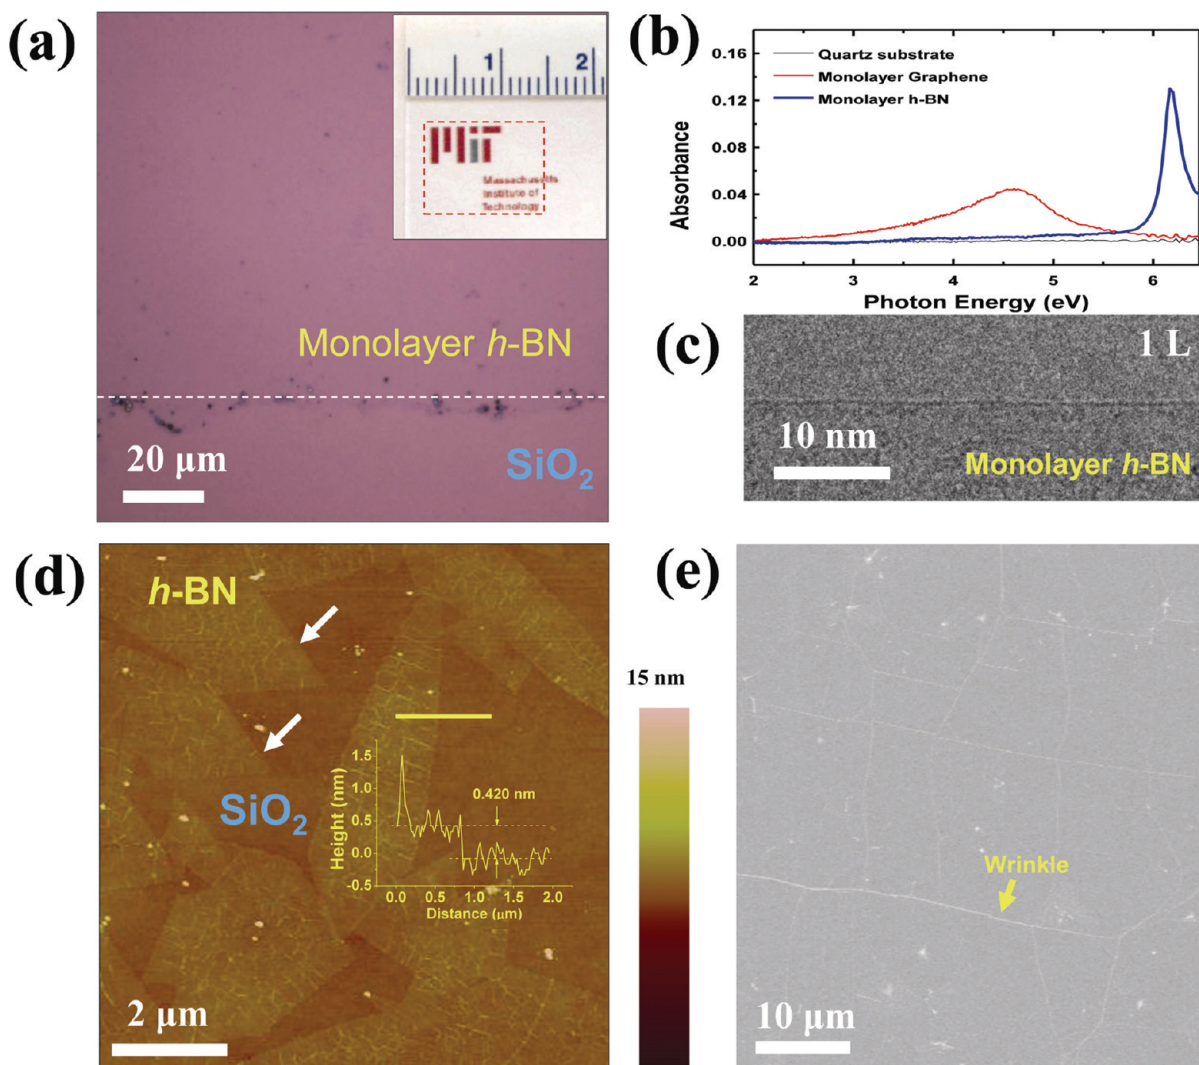 (a)
1 2
MIT
Massachusetts
Institute of
Technology
Monolayer h-BN
20 μm
SiO2
(b)
Absorbance
0.16
0.12
0.08
0.04
0.00
Quartz substrate
Monolayer Graphene
Monolayer h-BN
2 3 4 5 6
Photon Energy (eV)
(c)
1 L
10 nm
Monolayer h-BN
(d)
h-BN
SiO2
Height (nm)
1.5
1.0
0.5
0.0
-0.5
0.420 nm
0.0 0.5 1.0 1.5 2.0
Distance (μm)
2 μm
15 nm
(e)
Wrinkle
10 μm